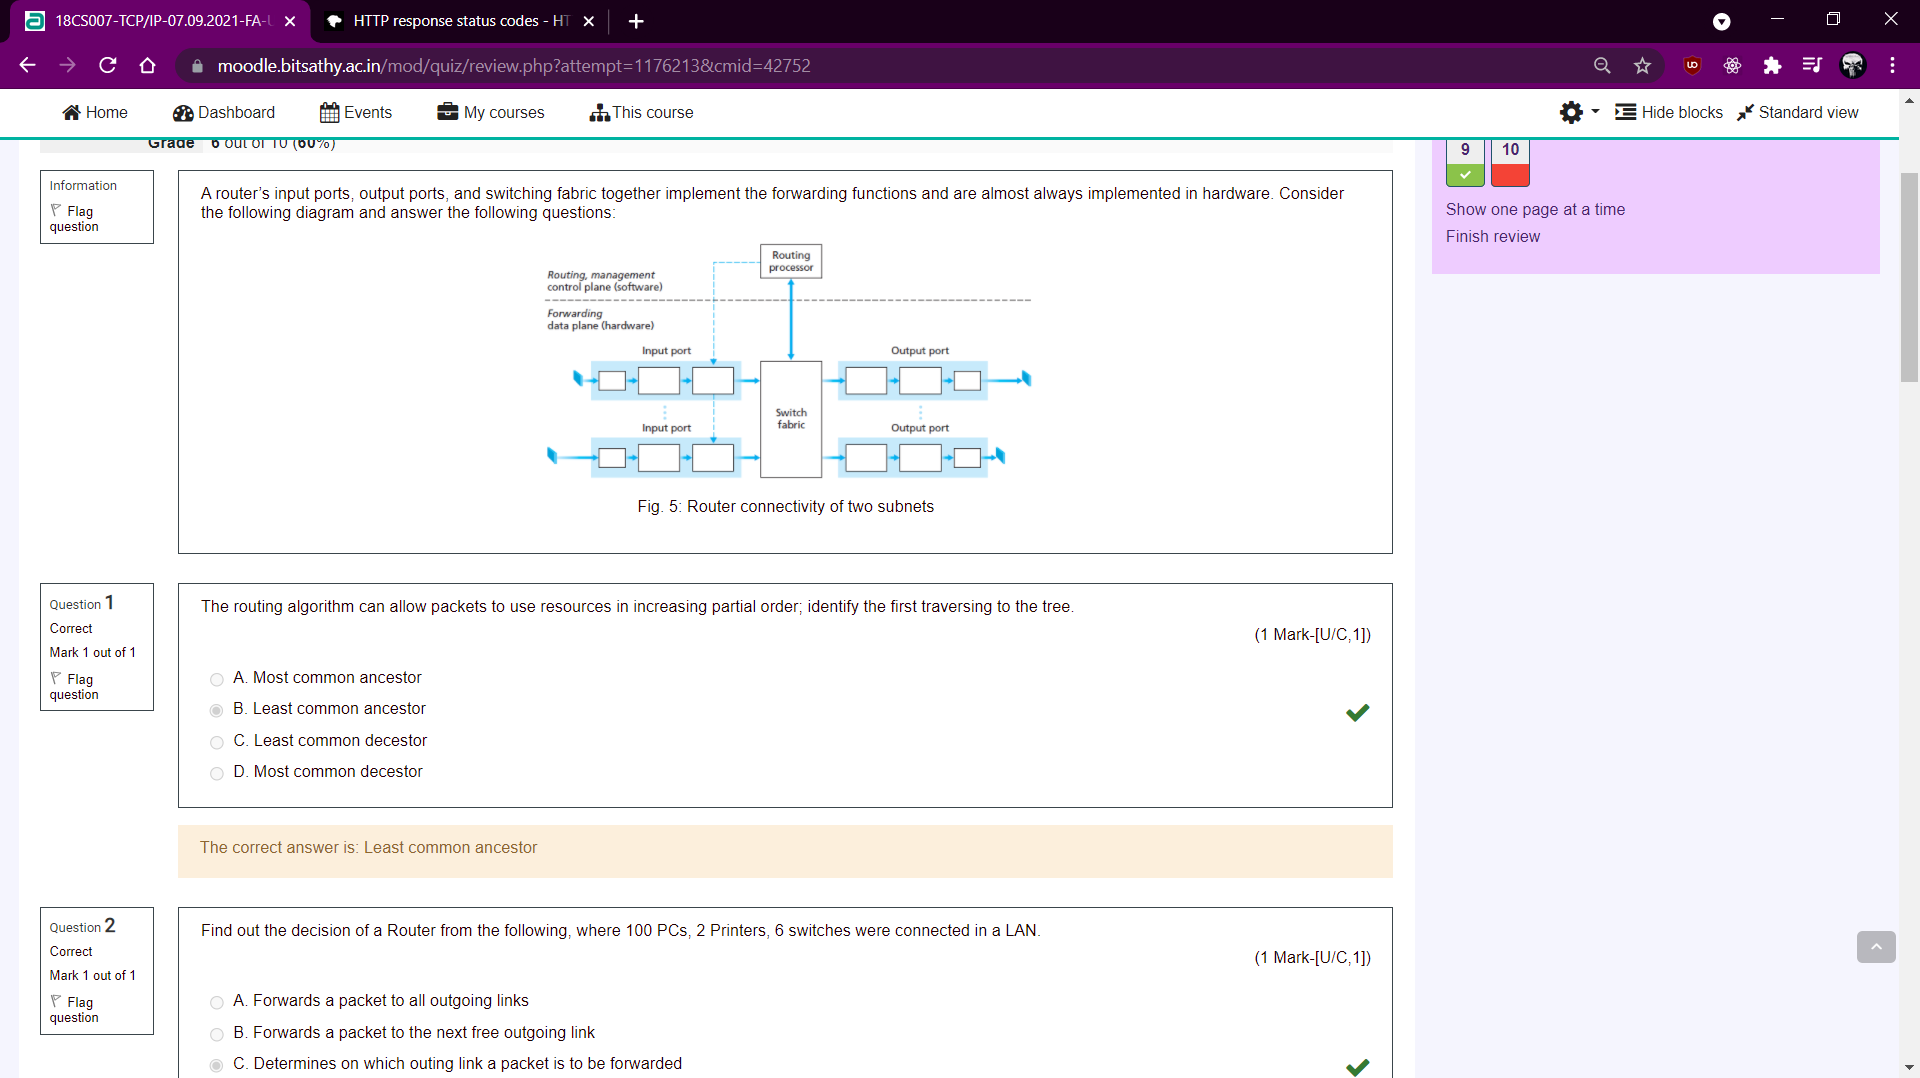 18CS007-TCP/IP-07.09.2021-FA-
HTTP response status codes - HT
moodle.bitsathy.ac.in/mod/quiz/review.php?attempt=1176213&cmid=42752
Home
Dashboard
Events
My courses
This course
Hide blocks
Standard view
Grade 6 out of 10 (60%)
9 10
Show one page at a time
Finish review
Information
Flag
question
A router's input ports, output ports, and switching fabric together implement the forwarding functions and are almost always implemented in hardware. Consider
the following diagram and answer the following questions:
Routing
processor
Routing, management
control plane (software)
Forwarding
data plane (hardware)
Input port
Output port
Switch
fabric
Input port
Output port
Fig. 5: Router connectivity of two subnets
Question 1
Correct
Mark 1 out of 1
Flag
question
The routing algorithm can allow packets to use resources in increasing partial order; identify the first traversing to the tree.
(1 Mark-[U/C,1])
A. Most common ancestor
B. Least common ancestor
C. Least common decestor
D. Most common decestor
The correct answer is: Least common ancestor
Question 2
Correct
Mark 1 out of 1
Flag
question
Find out the decision of a Router from the following, where 100 PCs, 2 Printers, 6 switches were connected in a LAN.
(1 Mark-[U/C,1])
A. Forwards a packet to all outgoing links
B. Forwards a packet to the next free outgoing link
C. Determines on which outing link a packet is to be forwarded